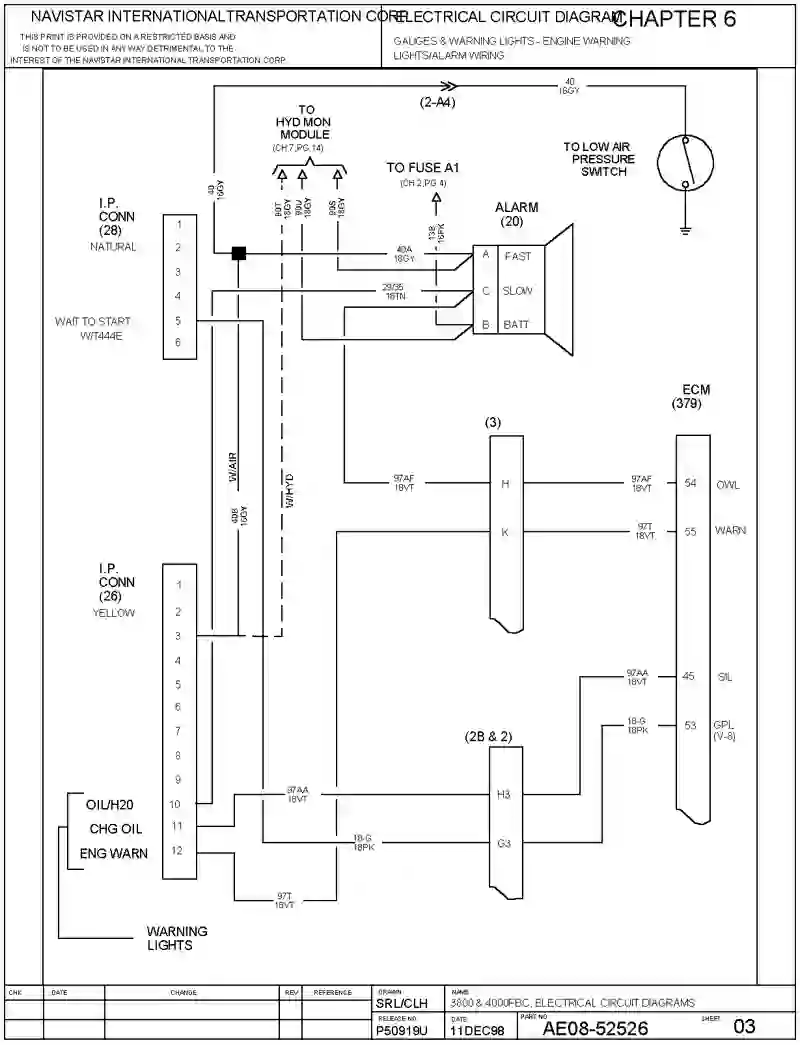 NAVISTAR INTERNATIONAL TRANSPORTATION CORP.
THIS PRINT IS PROVIDED ON A RESTRICTED BASIS AND
IS NOT TO BE USED IN ANY WAY DETRIMENTAL TO THE
INTEREST OF THE NAVISTAR INTERNATIONAL TRANSPORTATION CORP.
ELECTRICAL CIRCUIT DIAGRAM
CHAPTER 6
GAUGES & WARNING LIGHTS - ENGINE WARNING
LIGHTS/ALARM WIRING
(2-A4)
40
16GY
TO
HYD MON
MODULE
(CH 7, PG 14)
TO FUSE A1
(CH 2, PG 4)
TO LOW AIR
PRESSURE
SWITCH
40
16GY
90T
18GY
90U
18GY
90S
18GY
13B
16PK
ALARM
(20)
I.P.
CONN
(28)
NATURAL
1
2
3
4
5
6
WAIT TO START
W/T444E
40A
18GY
29/35
18TN
A
FAST
C
SLOW
B
BATT
ECM
(379)
(3)
W/AIR
W/HYD
40B
16GY
97AF
18VT
H
97AF
18VT
54
OWL
K
97T
18VT
55
WARN
I.P.
CONN
(26)
YELLOW
1
2
3
4
5
6
7
8
9
10
11
12
97AA
18VT
45
SIL
18-G
18PK
53
GPL
(V-8)
(2B & 2)
97AA
18VT
H3
18-G
18PK
G3
97T
18VT
OIL/H20
CHG OIL
ENG WARN
WARNING
LIGHTS
CHK
DATE
CHANGE
REV
REFERENCE
DRAWN
SRL/CLH
NAME
3800 & 4000FBC, ELECTRICAL CIRCUIT DIAGRAMS
RELEASE NO.
P50919U
DATE
11DEC98
PART NO.
AE08-52526
SHEET
03